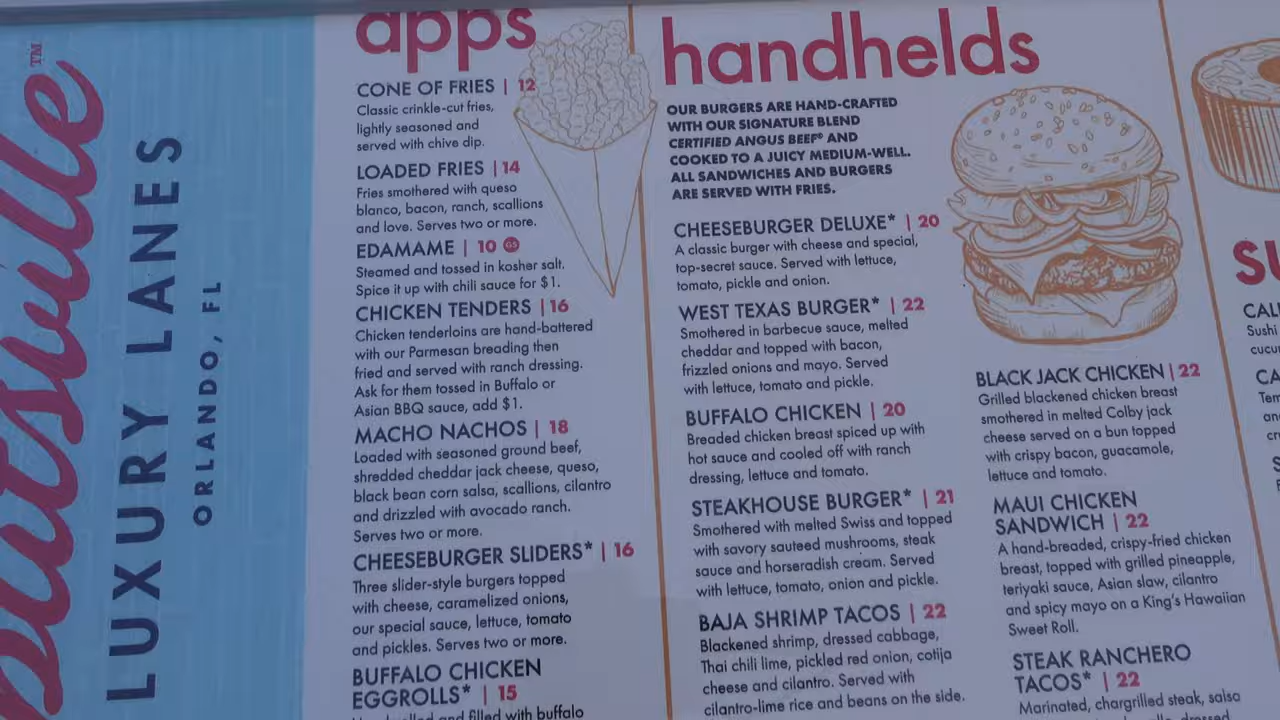 LUXURY LANES
ORLANDO, FL
TM
apps
CONE OF FRIES | 12
Classic crinkle-cut fries,
lightly seasoned and
served with chive dip.
LOADED FRIES | 14
Fries smothered with queso
blanco, bacon, ranch, scallions
and love. Serves two or more.
EDAMAME | 10 GS
Steamed and tossed in kosher salt.
Spice it up with chili sauce for $1.
CHICKEN TENDERS | 16
Chicken tenderloins are hand-battered
with our Parmesan breading then
fried and served with ranch dressing.
Ask for them tossed in Buffalo or
Asian BBQ sauce, add $1.
MACHO NACHOS | 18
Loaded with seasoned ground beef,
shredded cheddar jack cheese, queso,
black bean corn salsa, scallions, cilantro
and drizzled with avocado ranch.
Serves two or more.
CHEESEBURGER SLIDERS* | 16
Three slider-style burgers topped
with cheese, caramelized onions,
our special sauce, lettuce, tomato
and pickles. Serves two or more.
BUFFALO CHICKEN
EGGROLLS* | 15
and filled with buffalo
handhelds
OUR BURGERS ARE HAND-CRAFTED
WITH OUR SIGNATURE BLEND
CERTIFIED ANGUS BEEF® AND
COOKED TO A JUICY MEDIUM-WELL.
ALL SANDWICHES AND BURGERS
ARE SERVED WITH FRIES.
CHEESEBURGER DELUXE* | 20
A classic burger with cheese and special,
top-secret sauce. Served with lettuce,
tomato, pickle and onion.
WEST TEXAS BURGER* | 22
Smothered in barbecue sauce, melted
cheddar and topped with bacon,
frizzled onions and mayo. Served
with lettuce, tomato and pickle.
BUFFALO CHICKEN | 20
Breaded chicken breast spiced up with
hot sauce and cooled off with ranch
dressing, lettuce and tomato.
STEAKHOUSE BURGER* | 21
Smothered with melted Swiss and topped
with savory sauteed mushrooms, steak
sauce and horseradish cream. Served
with lettuce, tomato, onion and pickle.
BAJA SHRIMP TACOS | 22
Blackened shrimp, dressed cabbage,
Thai chili lime, pickled red onion, cotija
cheese and cilantro. Served with
cilantro-lime rice and beans on the side.
BLACK JACK CHICKEN | 22
Grilled blackened chicken breast
smothered in melted Colby jack
cheese served on a bun topped
with crispy bacon, guacamole,
lettuce and tomato.
MAUI CHICKEN
SANDWICH | 22
A hand-breaded, crispy-fried chicken
breast, topped with grilled pineapple,
teriyaki sauce, Asian slaw, cilantro
and spicy mayo on a King's Hawaiian
Sweet Roll.
STEAK RANCHERO
TACOS* | 22
Marinated, chargrilled steak, salsa
dressed
Sushi